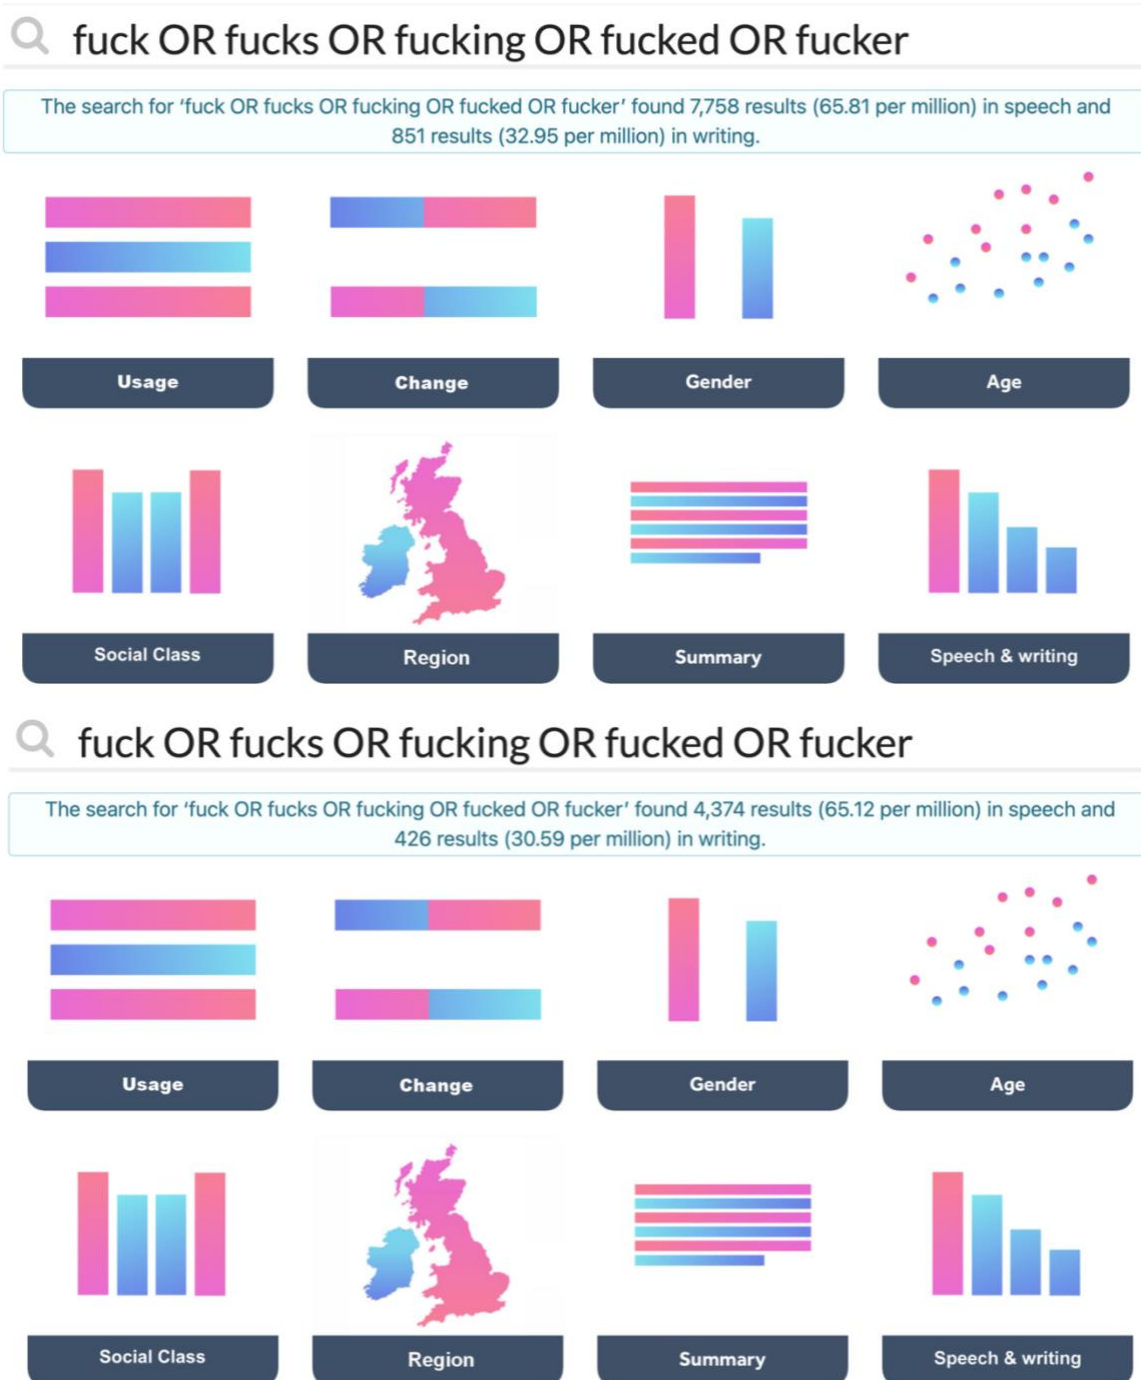 fuck OR fucks OR fucking OR fucked OR fucker
The search for ‘fuck OR fucks OR fucking OR fucked OR fucker’ found 7,758 results (65.81 per million) in speech and
851 results (32.95 per million) in writing.
Usage
Change
Gender
Age
Social Class
Region
Summary
Speech & writing
fuck OR fucks OR fucking OR fucked OR fucker
The search for ‘fuck OR fucks OR fucking OR fucked OR fucker’ found 4,374 results (65.12 per million) in speech and
426 results (30.59 per million) in writing.
Usage
Change
Gender
Age
Social Class
Region
Summary
Speech & writing